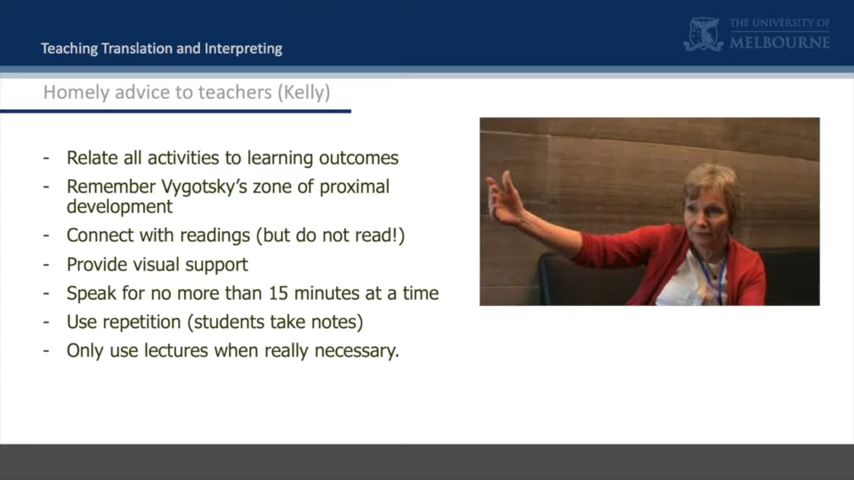 THE UNIVERSITY OF
MELBOURNE
Teaching Translation and Interpreting
Homely advice to teachers (Kelly)
- Relate all activities to learning outcomes
- Remember Vygotsky's zone of proximal
development
- Connect with readings (but do not read!)
- Provide visual support
- Speak for no more than 15 minutes at a time
- Use repetition (students take notes)
- Only use lectures when really necessary.